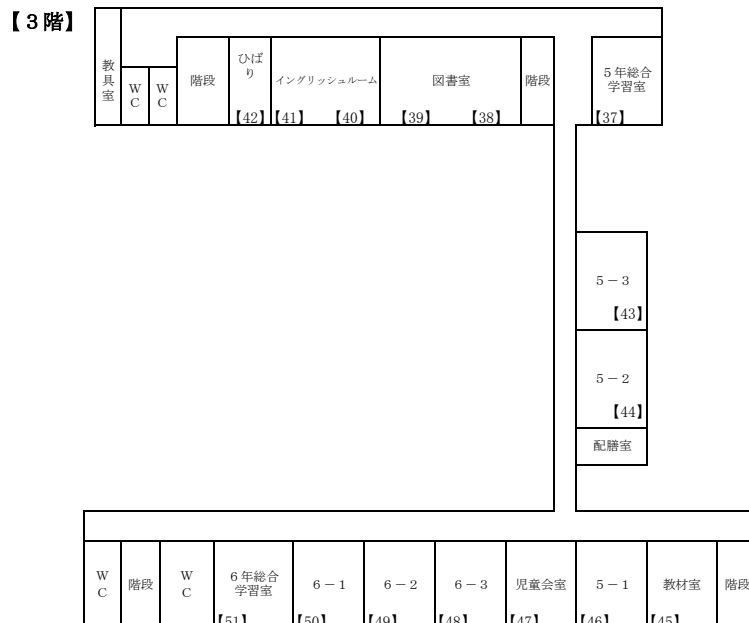 【３階】
教
具
室
W
C
W
C
階段
ひば
り
イングリッシュルーム
図書室
階段
５年総合
学習室
【42】
【41】
【40】
【39】
【38】
【37】
５－３
【43】
５－２
【44】
配膳室
W
C
階段
W
C
６年総合
学習室
６－１
６－２
６－３
児童会室
５－１
教材室
階段
【51】
【50】
【49】
【48】
【47】
【46】
【45】